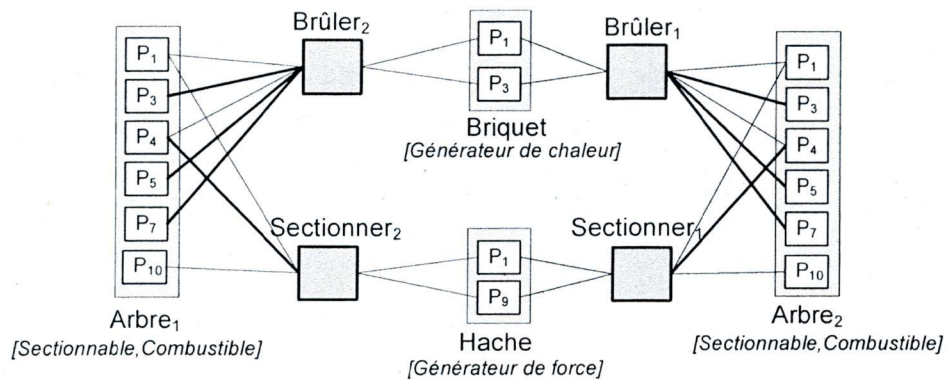 Brûler₂
Brûler₁
P₁
P₃
P₄
P₅
P₇
P₁₀
P₁
P₃
P₁
P₃
P₄
P₅
P₇
P₁₀
Briquet
[Générateur de chaleur]
Sectionner₂
Sectionner₁
P₁
P₉
Arbre₁
[Sectionnable,Combustible]
Hache
[Générateur de force]
Arbre₂
[Sectionnable,Combustible]